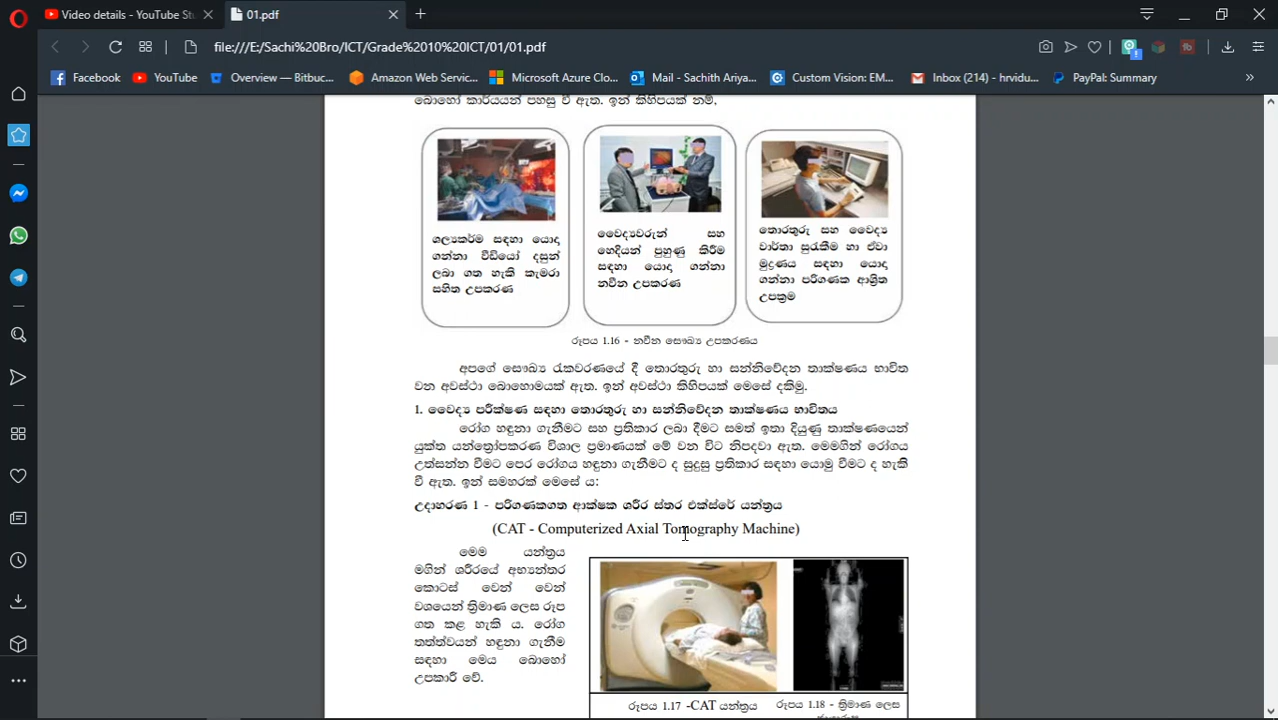 Video details - YouTube Stu
01.pdf
file:///E:/Sachi%20Bro/ICT/Grade%2010%20ICT/01/01.pdf
Facebook
YouTube
Overview — Bitbuc...
Amazon Web Servic...
Microsoft Azure Clo...
Mail - Sachith Ariya...
Custom Vision: EM...
Inbox (214) - hrvidu...
PayPal: Summary
»
බොහෝ කාර්යයන් පහසු වී ඇත. ඉන් කිහිපයක් නම්,
ශල්‍යකර්ම සඳහා යොදා
ගන්නා වීඩියෝ දසුන්
ලබා ගත හැකි කැමරා
සහිත උපකරණ
වෛද්‍යවරුන් සහ
හෙදියන් පුහුණු කිරීම
සඳහා යොදා ගන්නා
නවීන උපකරණ
තොරතුරු සහ වෛද්‍ය
වාර්තා සුරැකීම හා ඒවා
මුද්‍රණය සඳහා යොදා
ගන්නා පරිගණක ආශ්‍රිත
උපක්‍රම
රූපය 1.16 - නවීන සෞඛ්‍ය උපකරණය
අපගේ සෞඛ්‍ය රැකවරණයේ දී තොරතුරු හා සන්නිවේදන තාක්ෂණය භාවිත
වන අවස්ථා බොහොමයක් ඇත. ඉන් අවස්ථා කිහිපයක් මෙසේ දකිමු.
1. වෛද්‍ය පරීක්ෂණ සඳහා තොරතුරු හා සන්නිවේදන තාක්ෂණය භාවිතය
රෝග හඳුනා ගැනීමට සහ ප්‍රතිකාර ලබා දීමට සමත් ඉතා දියුණු තාක්ෂණයෙන්
යුක්ත යන්ත්‍රෝපකරණ විශාල ප්‍රමාණයක් මේ වන විට නිපදවා ඇත. මෙමගින් රෝගය
උත්සන්න වීමට පෙර රෝගය හඳුනා ගැනීමට ද සුදුසු ප්‍රතිකාර සඳහා යොමු වීමට ද හැකි
වී ඇත. ඉන් සමහරක් මෙසේ ය:
උදාහරණ 1 - පරිගණකගත ආක්ෂක ශරීර ස්තර එක්ස්රේ යන්ත්‍රය
(CAT - Computerized Axial Tomography Machine)
මෙම යන්ත්‍රය
මගින් ශරීරයේ අභ්‍යන්තර
කොටස් වෙන් වෙන්
වශයෙන් ත්‍රිමාණ ලෙස රූප
ගත කළ හැකි ය. රෝග
තත්ත්වයන් හඳුනා ගැනීම
සඳහා මෙය බොහෝ
උපකාරී වේ.
රූපය 1.17 -CAT යන්ත්‍රය
රූපය 1.18 - ත්‍රිමාණ ලෙස